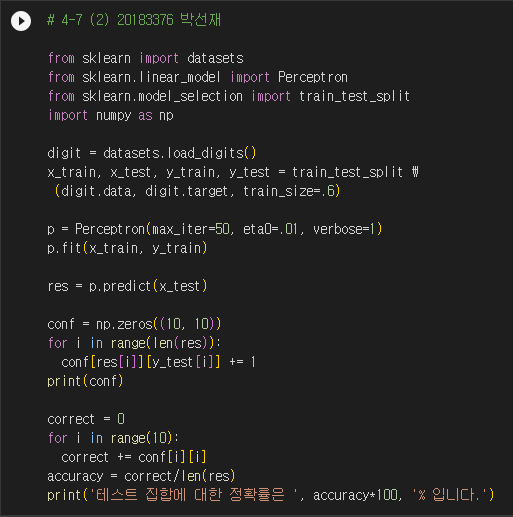 # 4-7 (2) 20183376 박선재
from sklearn import datasets
from sklearn.linear_model import Perceptron
from sklearn.model_selection import train_test_split
import numpy as np
digit = datasets.load_digits()
x_train, x_test, y_train, y_test = train_test_split ₩
(digit.data, digit.target, train_size=.6)
p = Perceptron(max_iter=50, eta0=.01, verbose=1)
p.fit(x_train, y_train)
res = p.predict(x_test)
conf = np.zeros((10, 10))
for i in range(len(res)):
conf[res[i]][y_test[i]] += 1
print(conf)
correct = 0
for i in range(10):
correct += conf[i][i]
accuracy = correct/len(res)
print('테스트 집합에 대한 정확률은 ', accuracy*100, '% 입니다.')